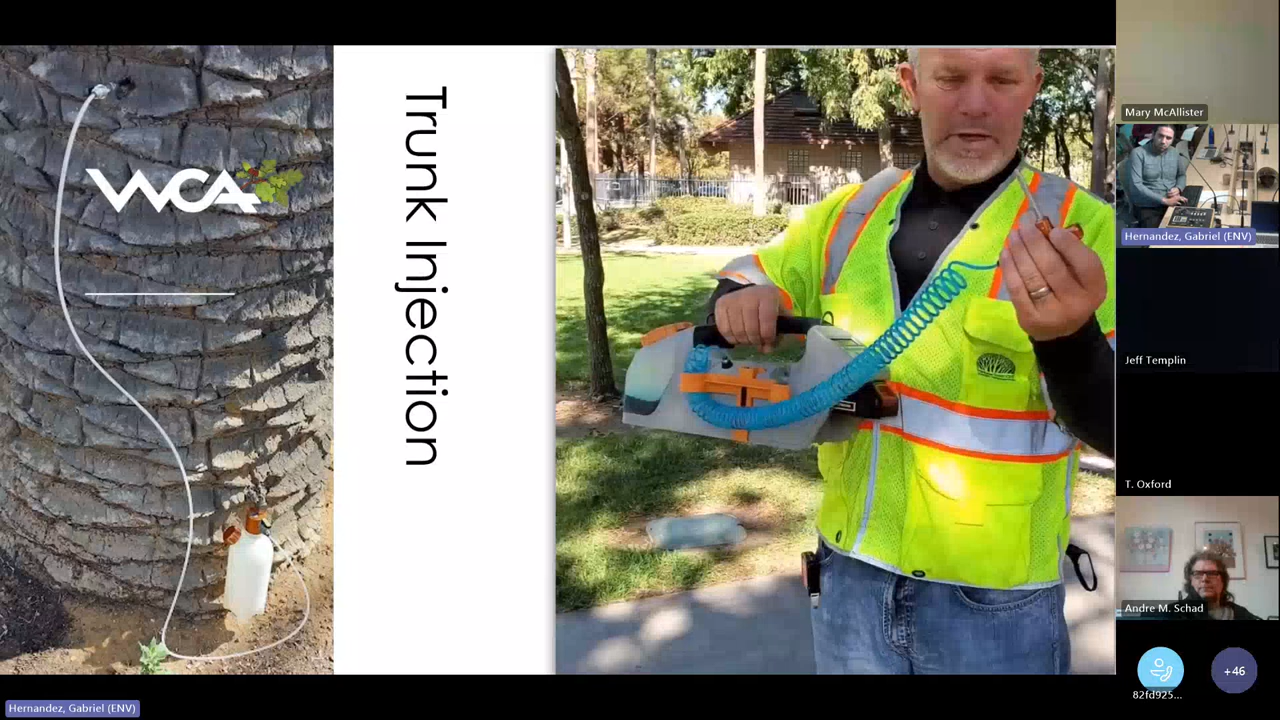 WCA
Trunk Injection
Mary McAllister
Hernandez, Gabriel (ENV)
Jeff Templin
T. Oxford
Andre M. Schad
82fd925...
+46
Hernandez, Gabriel (ENV)